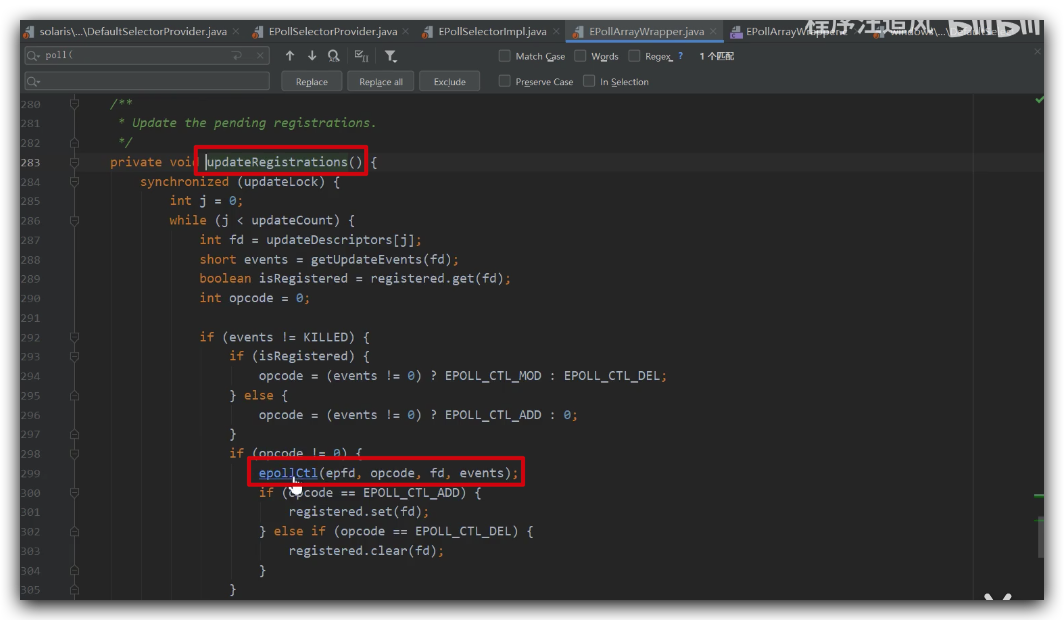 solaris\...\DefaultSelectorProvider.java EPollSelectorProvider.java EPollSelectorImpl.java EPollArrayWrapper.java
程序汪追风 bilibili
poll( Match Case Words Regex ? 1 个匹配
Replace Replace all Exclude Preserve Case In Selection
280 /**
281 * Update the pending registrations.
282 */
283 private void updateRegistrations() {
284 synchronized (updateLock) {
285 int j = 0;
286 while (j < updateCount) {
287 int fd = updateDescriptors[j];
288 short events = getUpdateEvents(fd);
289 boolean isRegistered = registered.get(fd);
290 int opcode = 0;
291
292 if (events != KILLED) {
293 if (isRegistered) {
294 opcode = (events != 0) ? EPOLL_CTL_MOD : EPOLL_CTL_DEL;
295 } else {
296 opcode = (events != 0) ? EPOLL_CTL_ADD : 0;
297 }
298 if (opcode != 0) {
299 epollCtl(epfd, opcode, fd, events);
300 if (opcode == EPOLL_CTL_ADD) {
301 registered.set(fd);
302 } else if (opcode == EPOLL_CTL_DEL) {
303 registered.clear(fd);
304 }
305 }